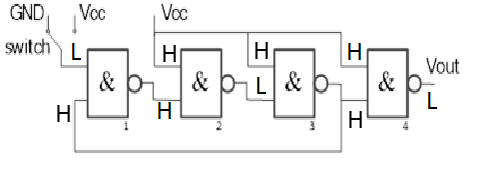 GND Vcc Vcc
switch L H H H Vout
& & & &
H H L H L
1 2 3 4